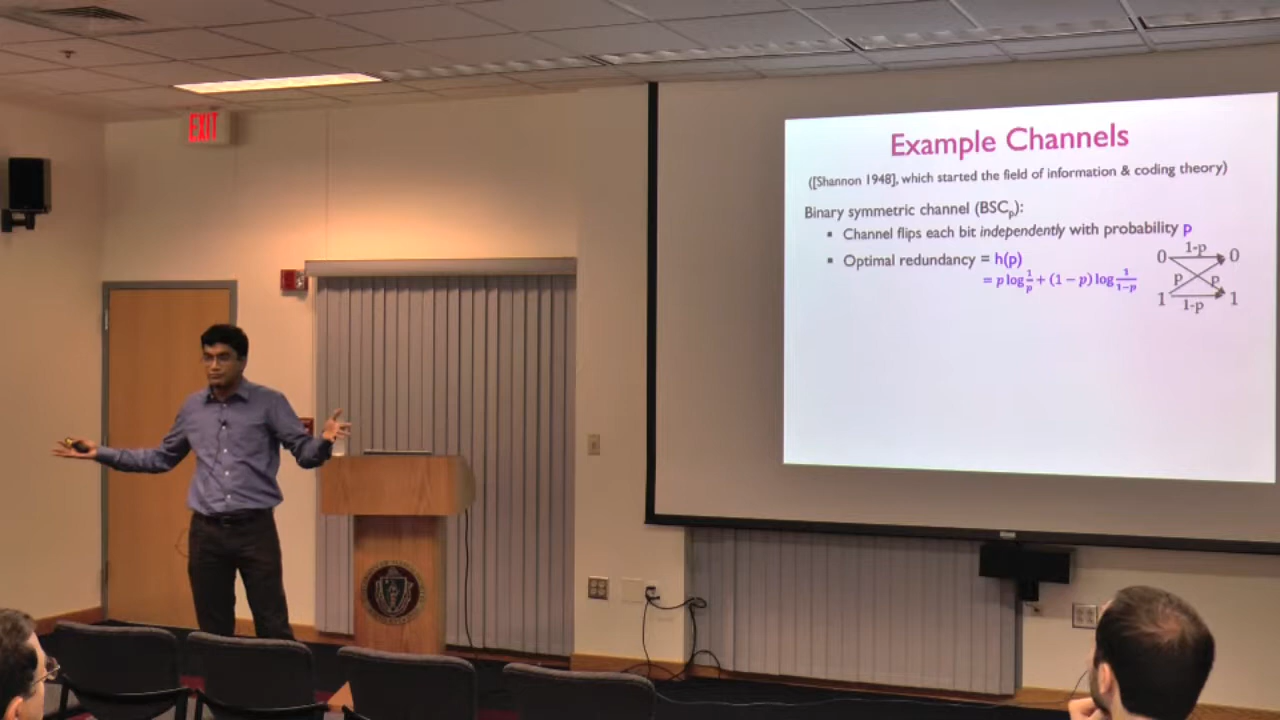 EXIT
Example Channels
([Shannon 1948], which started the field of information & coding theory)
Binary symmetric channel (BSCₚ):
▪ Channel flips each bit independently with probability p
▪ Optimal redundancy = h(p)
= p log 1/p + (1 − p) log 1/1−p
0 1-p 0
p p
1 1-p 1